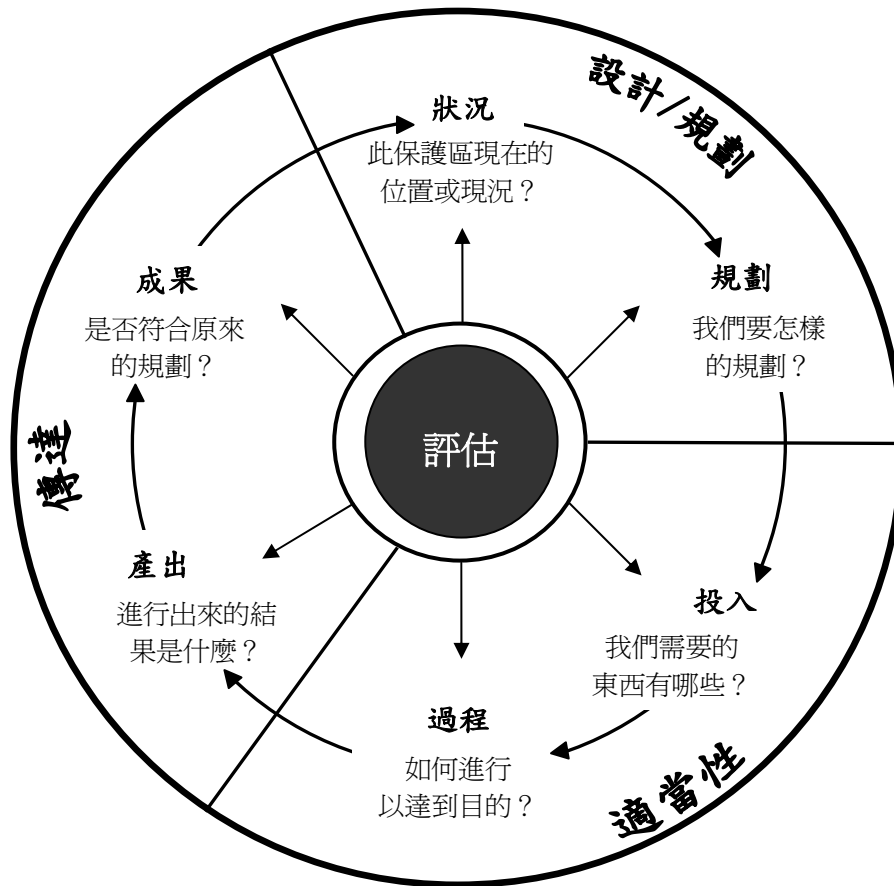 設計/規劃
狀況
此保護區現在的
位置或現況？
規劃
我們要怎樣
的規劃？
投入
我們需要的
東西有哪些？
適當性
過程
如何進行
以達到目的？
產出
進行出來的結
果是什麼？
傳達
成果
是否符合原來
的規劃？
評估